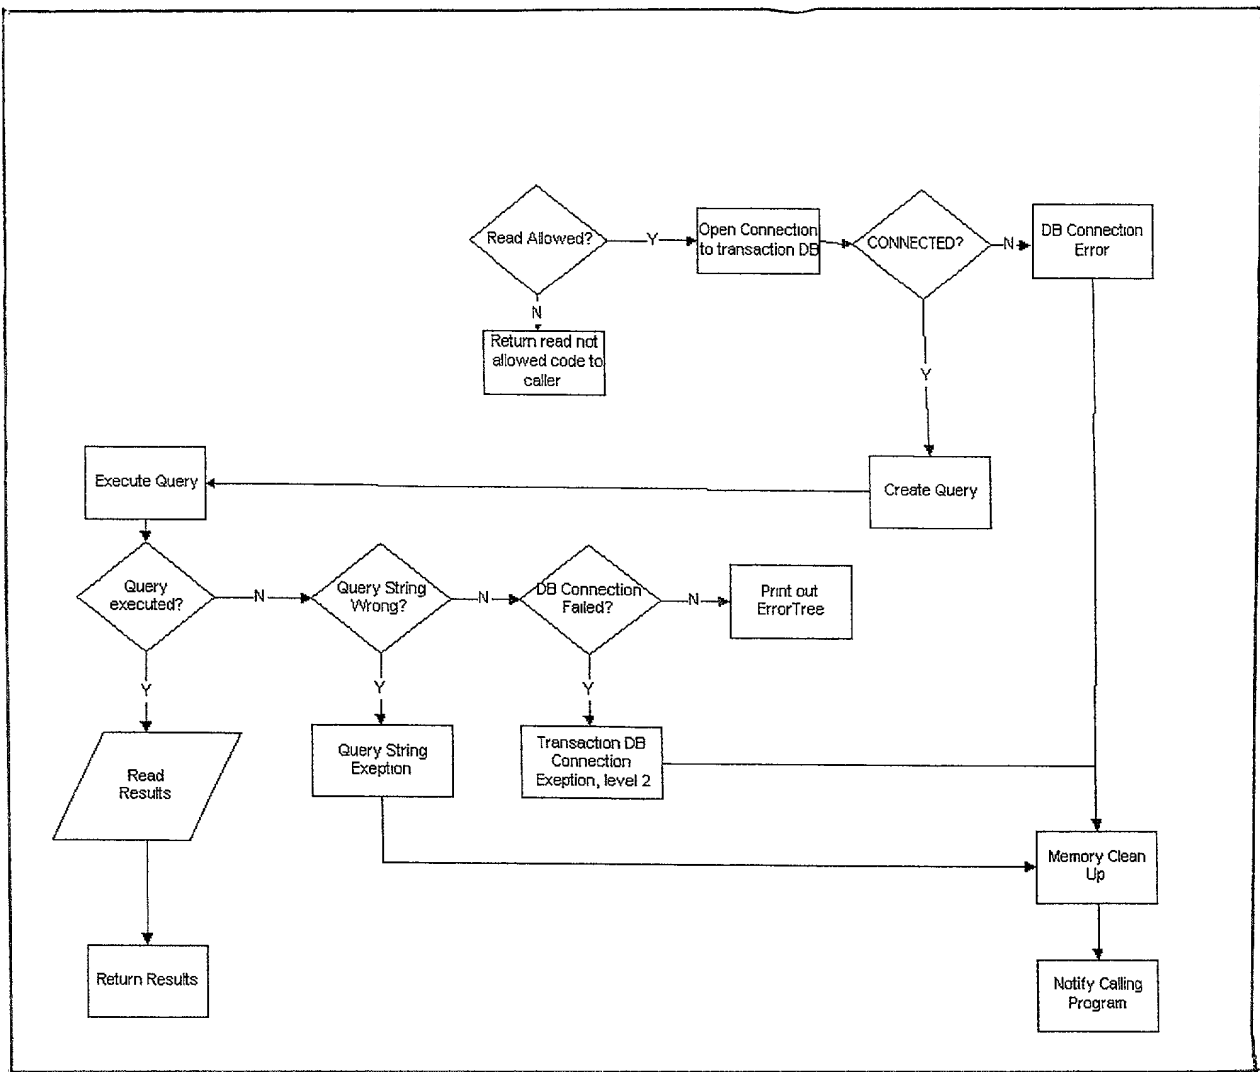 Read Allowed?
Y
Open Connection
to transaction DB
CONNECTED?
N
DB Connection
Error
N
Return read not
allowed code to
caller
Y
Execute Query
Create Query
Query
executed?
N
Query String
Wrong?
N
DB Connection
Failed?
N
Print out
ErrorTree
Y
Y
Y
Read
Results
Query String
Exeption
Transaction DB
Connection
Exeption, level 2
Memory Clean
Up
Return Results
Notify Calling
Program